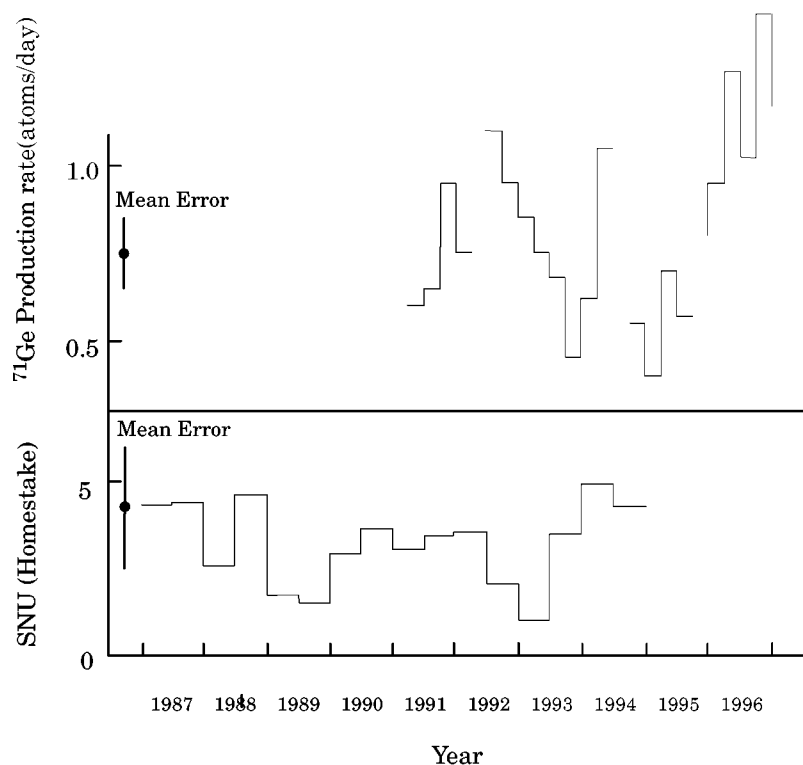 ⁷¹Ge Production rate(atoms/day)
1.0
Mean Error
0.5
SNU (Homestake)
Mean Error
5
0
1987 1988 1989 1990 1991 1992 1993 1994 1995 1996
Year